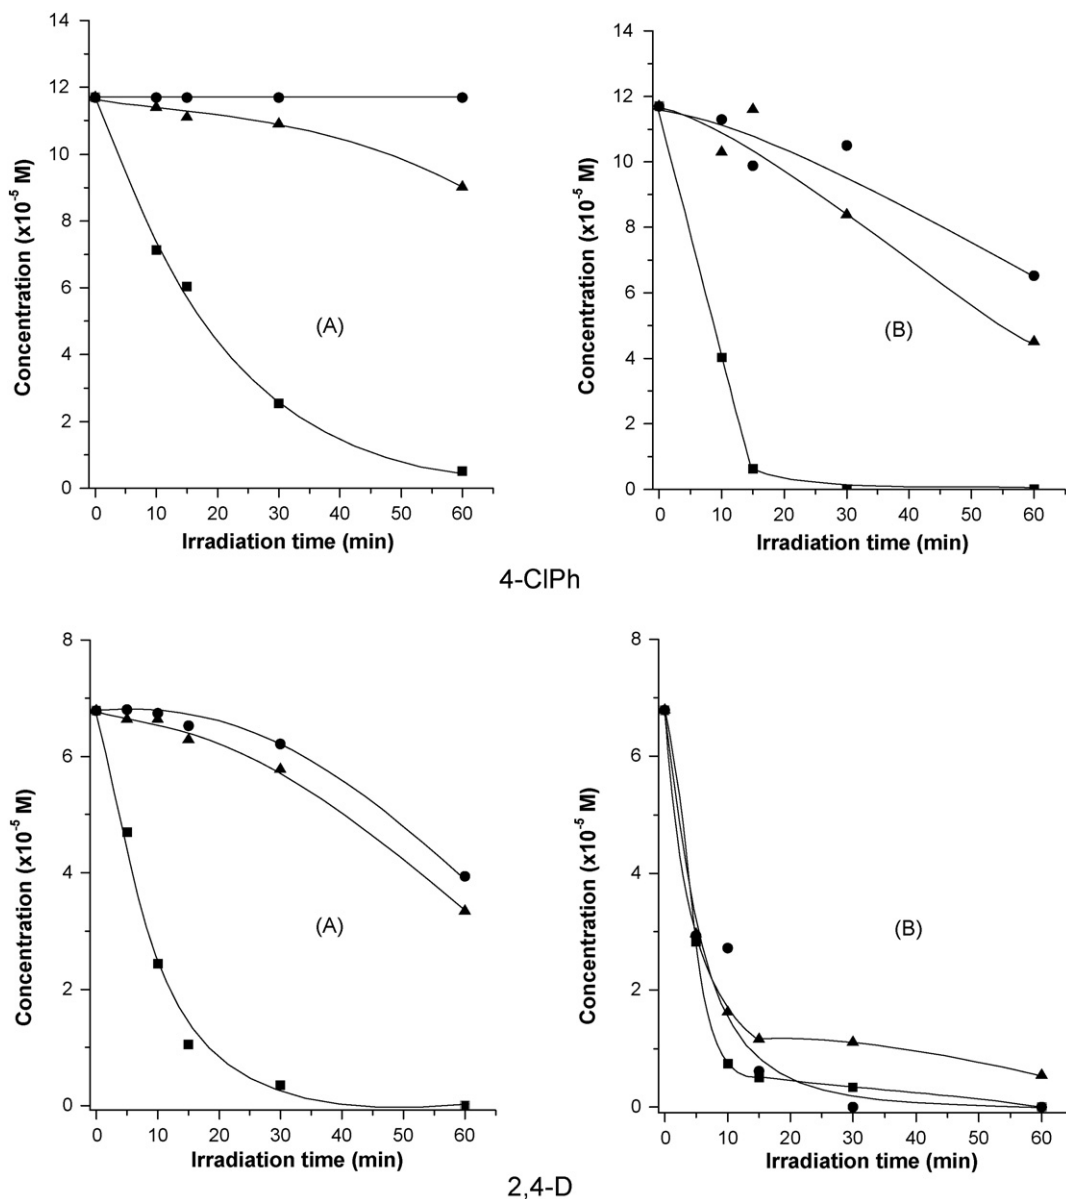 14
12
10
8
6
4
2
0
Concentration (x10⁻⁵ M)
(A)
0 10 20 30 40 50 60
Irradiation time (min)
14
12
10
8
6
4
2
0
Concentration (x10⁻⁵ M)
(B)
0 10 20 30 40 50 60
Irradiation time (min)
4-ClPh
8
6
4
2
0
Concentration (x10⁻⁵ M)
(A)
0 10 20 30 40 50 60
Irradiation time (min)
8
6
4
2
0
Concentration (x10⁻⁵ M)
(B)
0 10 20 30 40 50 60
Irradiation time (min)
2,4-D